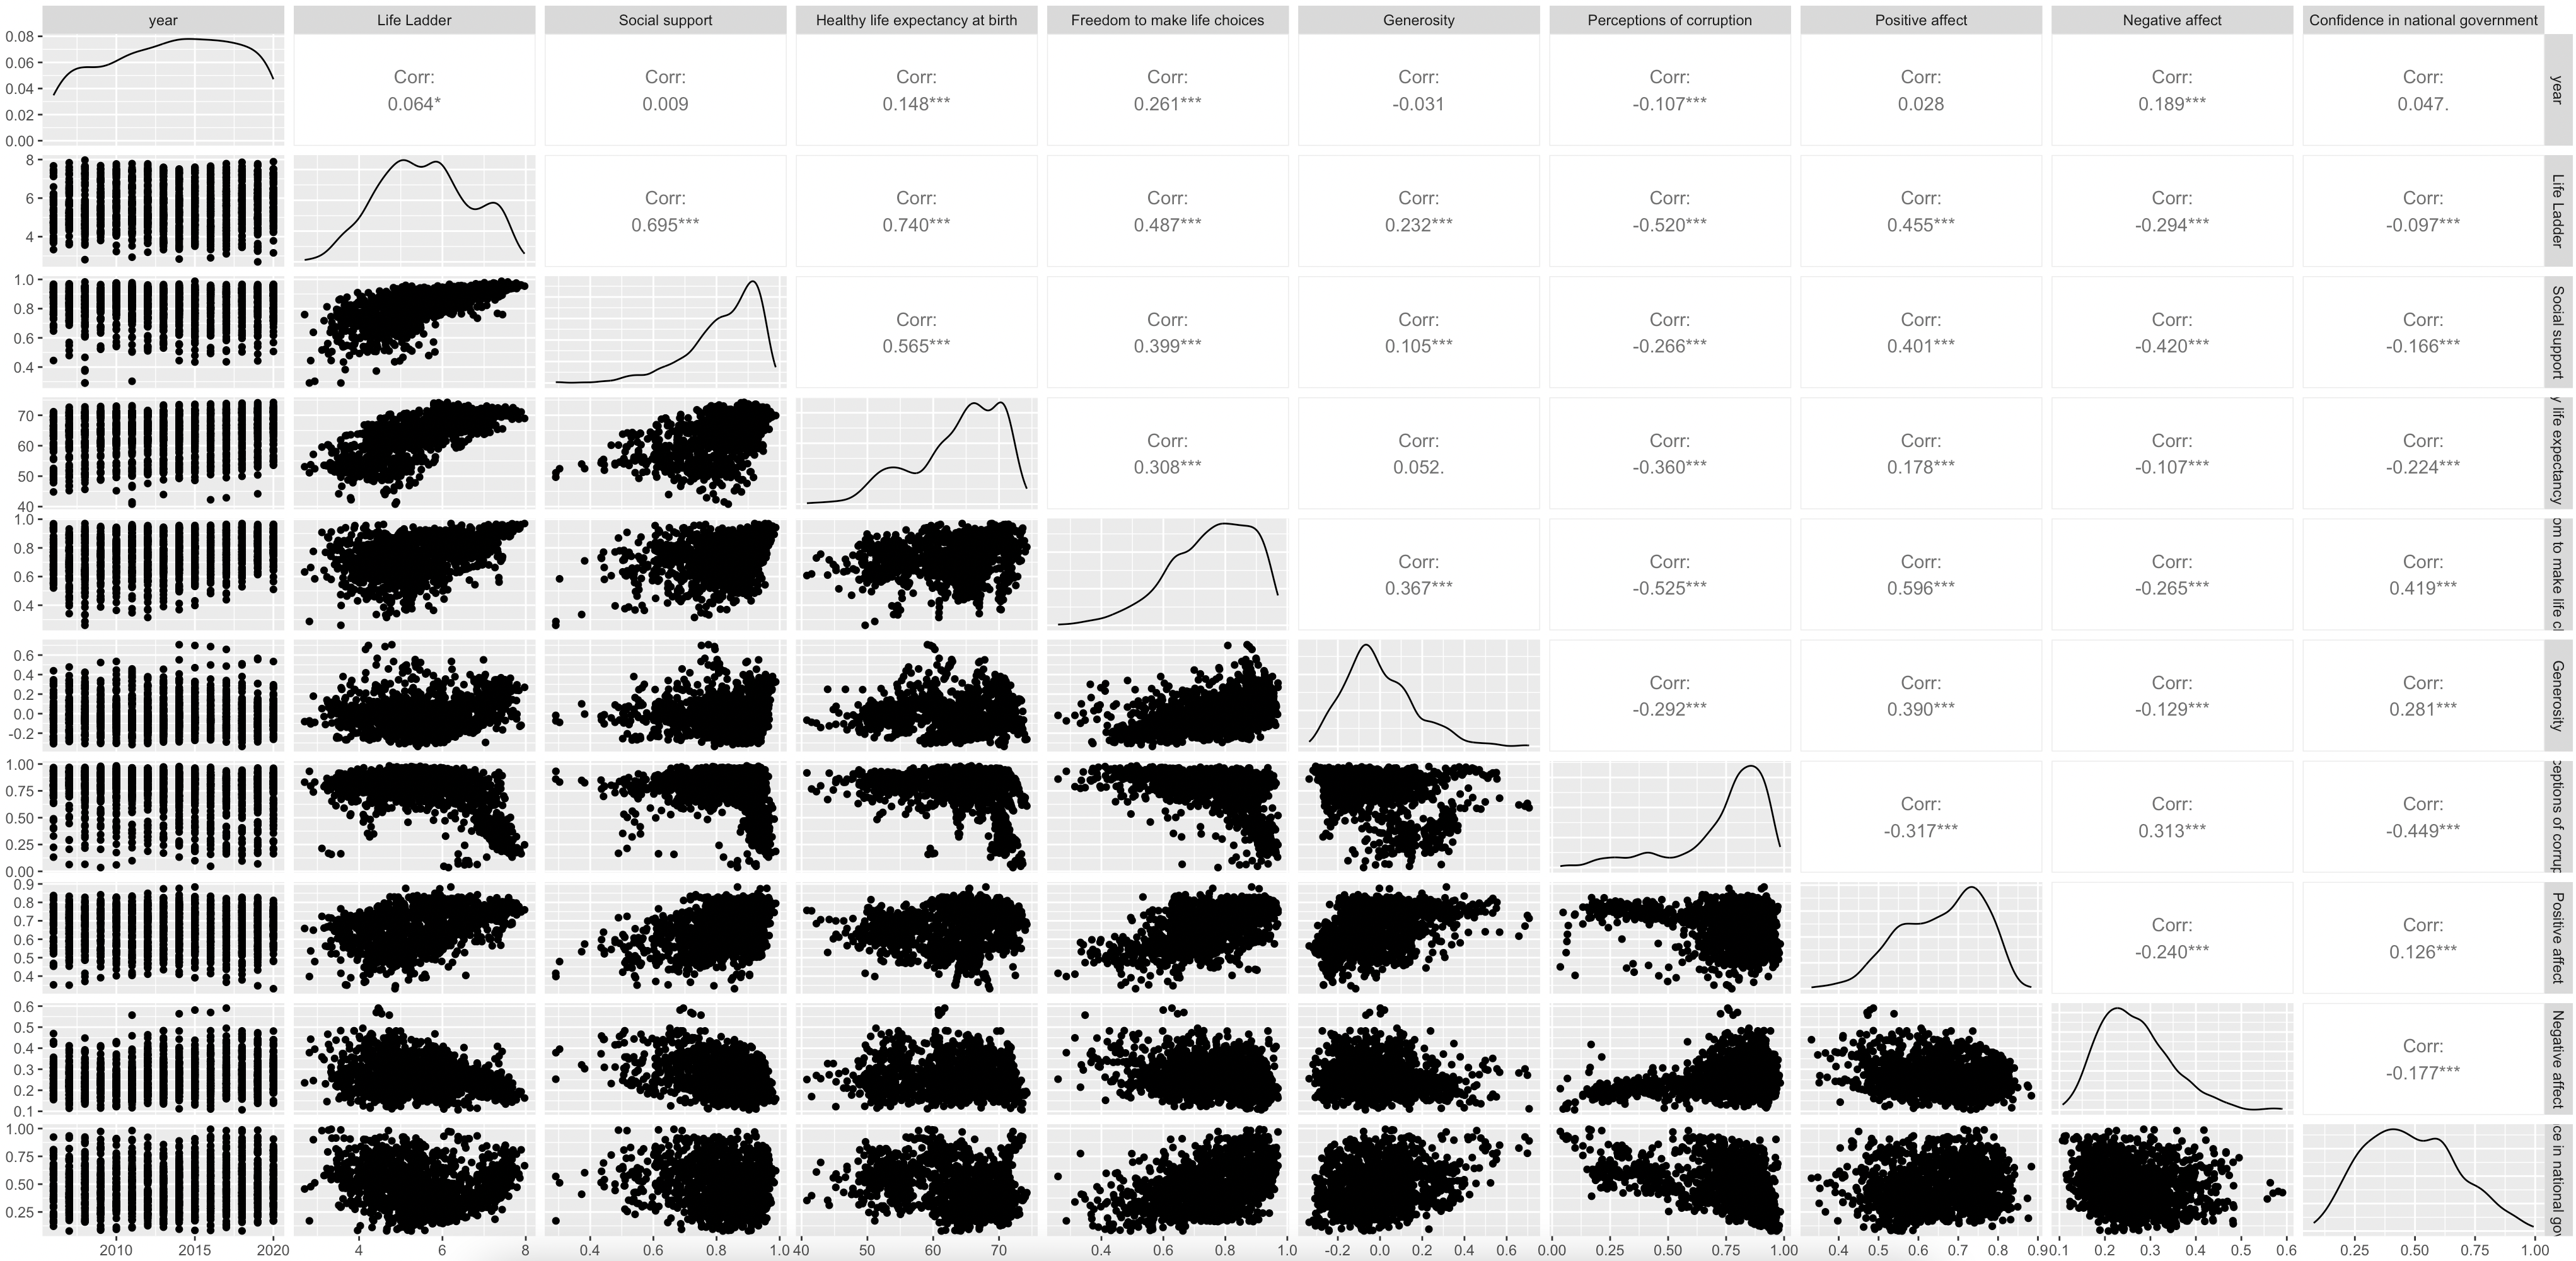 year Life Ladder Social support Healthy life expectancy at birth Freedom to make life choices Generosity Perceptions of corruption Positive affect Negative affect Confidence in national government
0.08
0.06
0.04
0.02
0.00
Corr: Corr: Corr: Corr: Corr: Corr: Corr: Corr: Corr:
0.064* 0.009 0.148*** 0.261*** -0.031 -0.107*** 0.028 0.189*** 0.047.
year
8
6
4
Corr: Corr: Corr: Corr: Corr: Corr: Corr: Corr:
0.695*** 0.740*** 0.487*** 0.232*** -0.520*** 0.455*** -0.294*** -0.097***
Life Ladder
1.0
0.8
0.6
0.4
Corr: Corr: Corr: Corr: Corr: Corr: Corr:
0.565*** 0.399*** 0.105*** -0.266*** 0.401*** -0.420*** -0.166***
Social support
70
60
50
40
Corr: Corr: Corr: Corr: Corr: Corr:
0.308*** 0.052. -0.360*** 0.178*** -0.107*** -0.224***
y life expectancy
1.0
0.8
0.6
0.4
Corr: Corr: Corr: Corr: Corr:
0.367*** -0.525*** 0.596*** -0.265*** 0.419***
om to make life cl
0.6
0.4
0.2
0.0
-0.2
Corr: Corr: Corr: Corr:
-0.292*** 0.390*** -0.129*** 0.281***
Generosity
1.00
0.75
0.50
0.25
0.00
Corr: Corr: Corr:
-0.317*** 0.313*** -0.449***
ceptions of corrup
0.9
0.8
0.7
0.6
0.5
0.4
Corr: Corr:
-0.240*** 0.126***
Positive affect
0.6
0.5
0.4
0.3
0.2
0.1
Corr:
-0.177***
Negative affect
1.00
0.75
0.50
0.25
ce in national gov
2010 2015 2020 4 6 8 0.4 0.6 0.8 1.0 40 50 60 70 0.4 0.6 0.8 1.0 -0.2 0.0 0.2 0.4 0.6 0.00 0.25 0.50 0.75 1.00 0.4 0.5 0.6 0.7 0.8 0.9 0.1 0.2 0.3 0.4 0.5 0.6 0.25 0.50 0.75 1.00